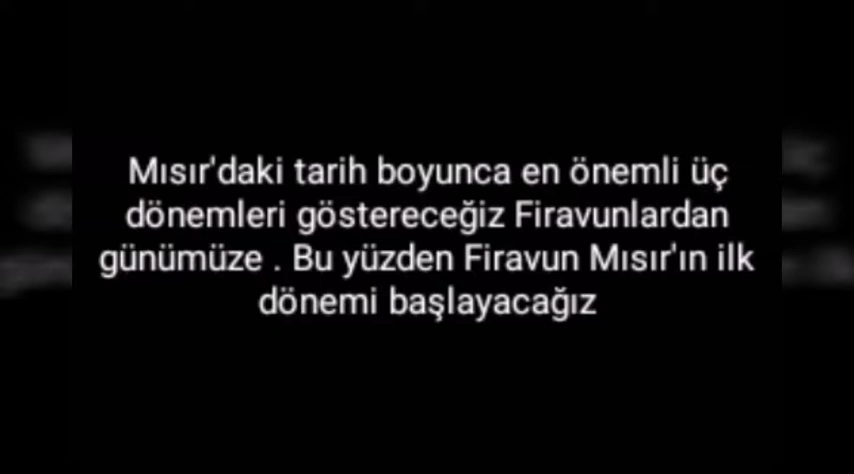 Mısır'daki tarih boyunca en önemli üç
dönemleri göstereceğiz Firavunlardan
günümüze . Bu yüzden Firavun Mısır'ın ilk
dönemi başlayacağız